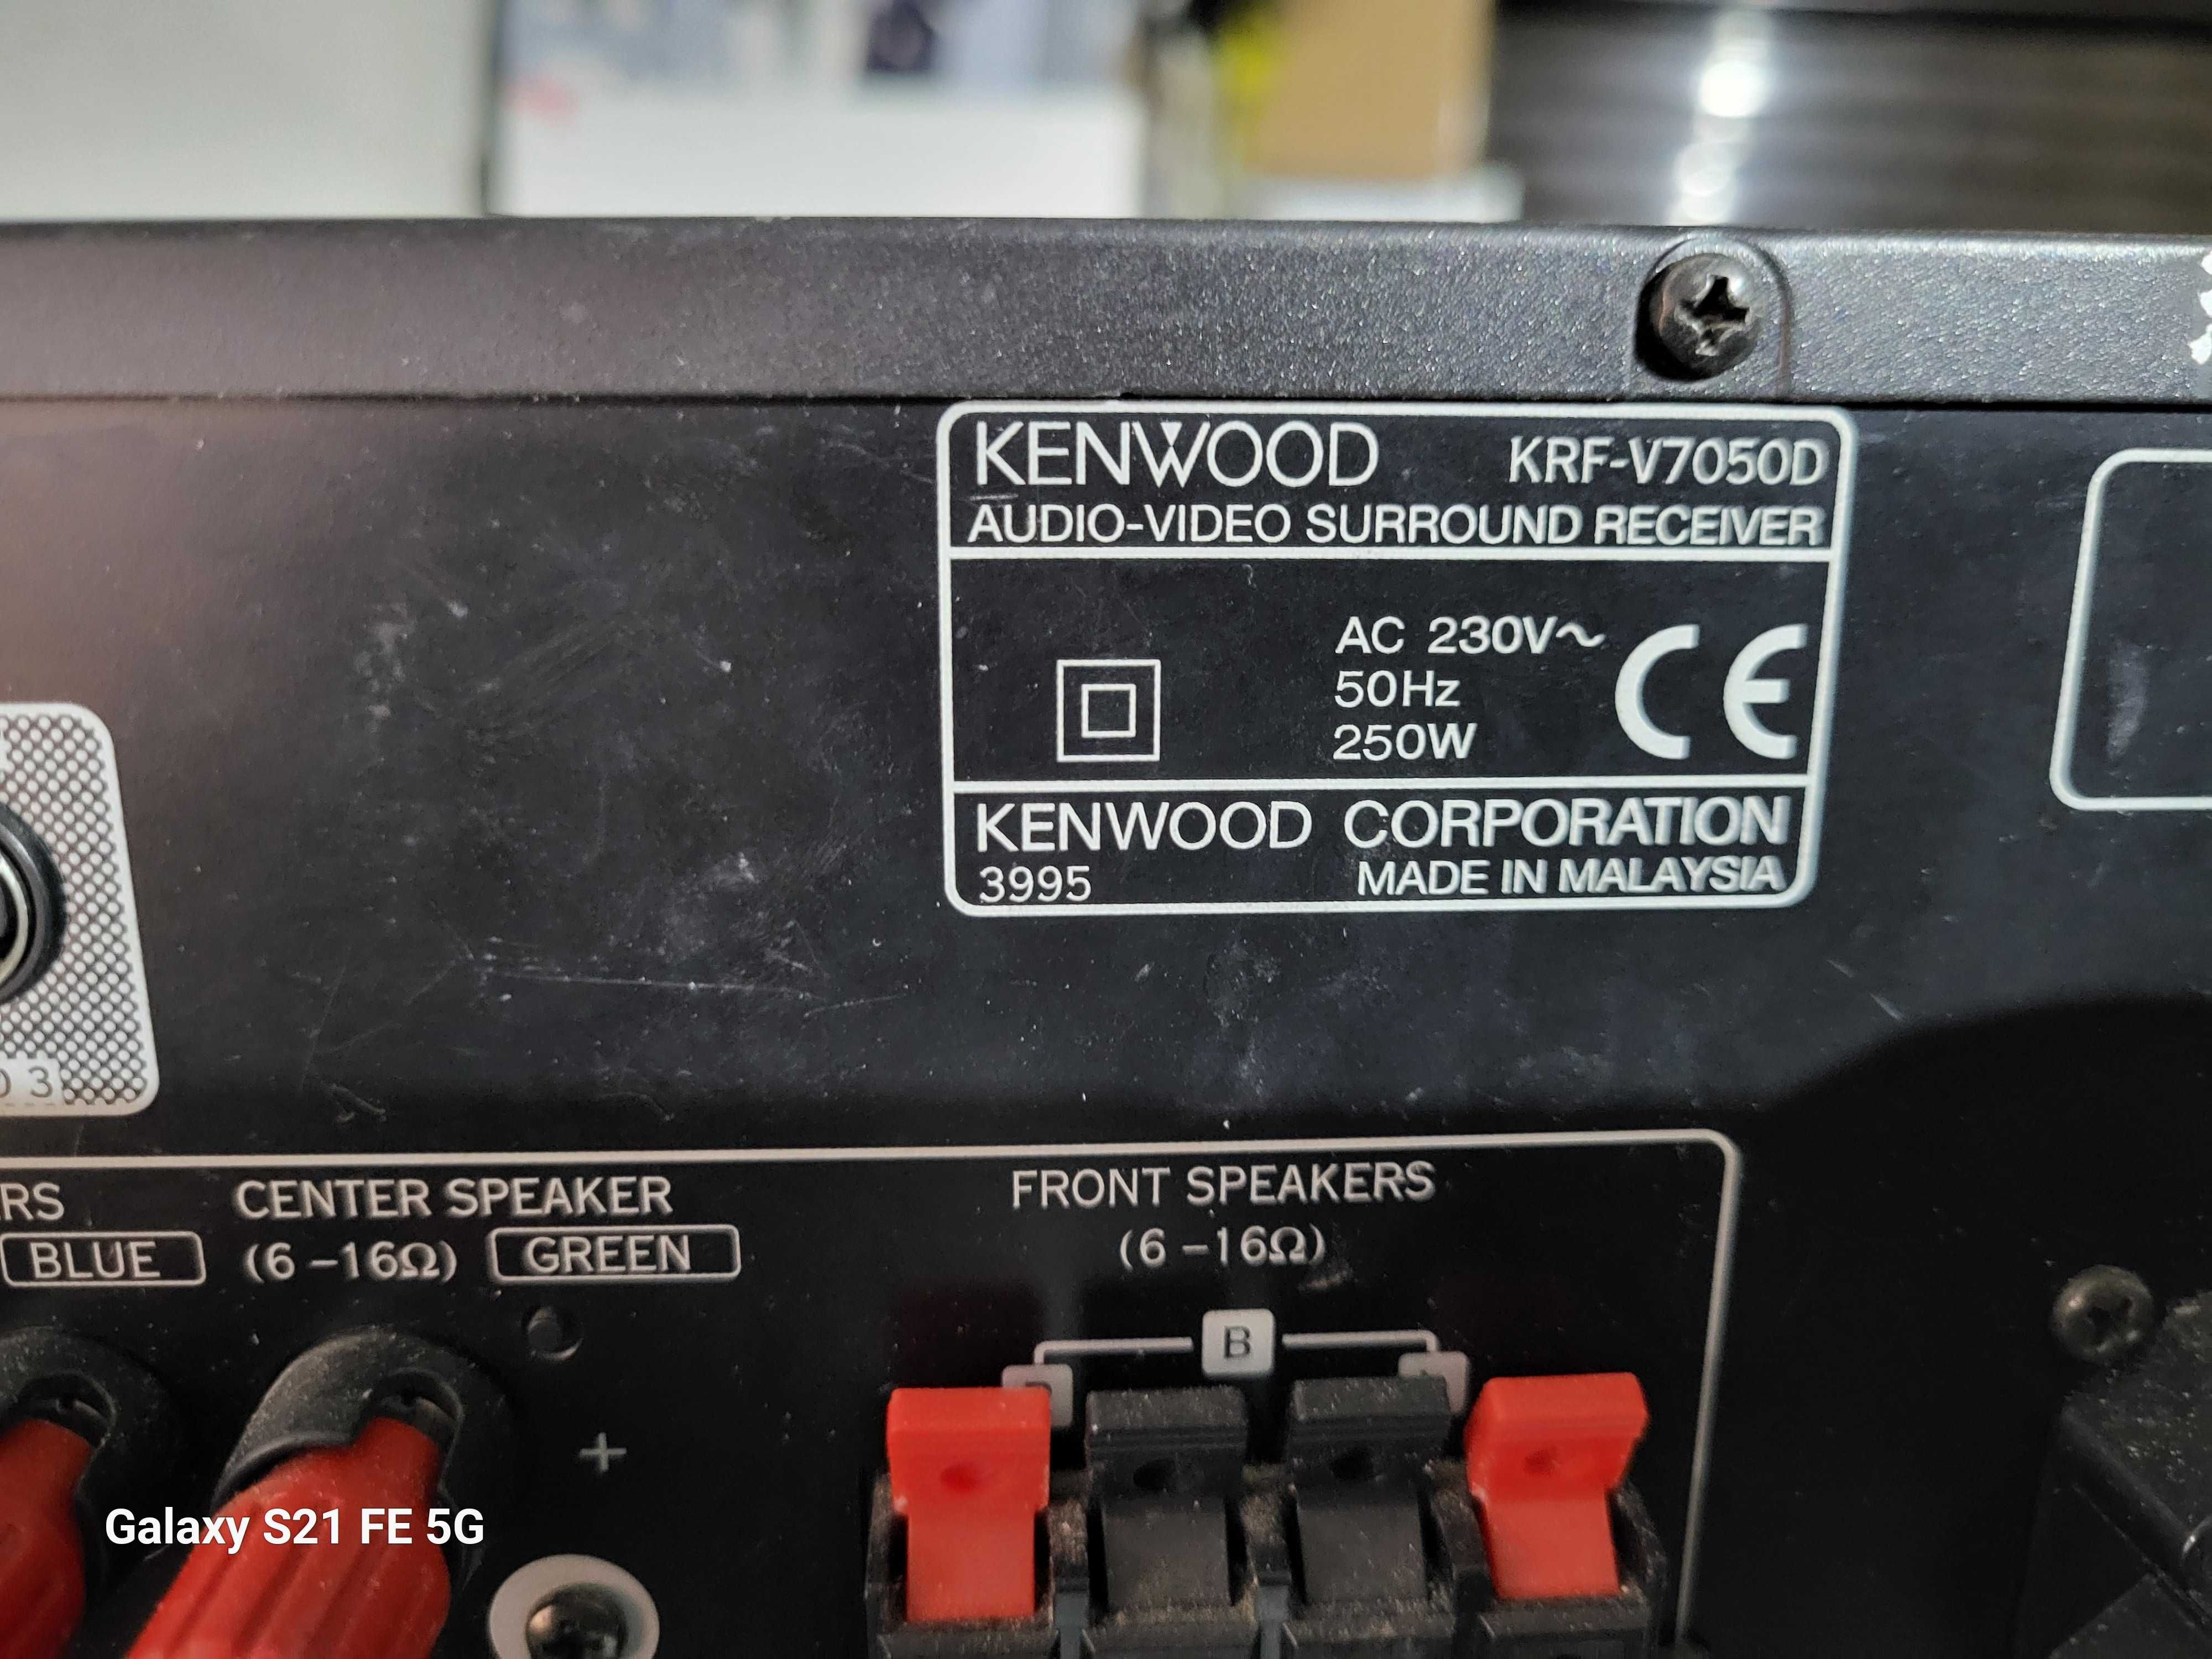 KENWOOD KRF-V7050D
AUDIO-VIDEO SURROUND RECEIVER
AC 230V~
50Hz
250W
CE
KENWOOD CORPORATION
3995 MADE IN MALAYSIA
03
CENTER SPEAKER
BLUE (6-16Ω) GREEN
FRONT SPEAKERS
(6-16Ω)
B
+
Galaxy S21 FE 5G